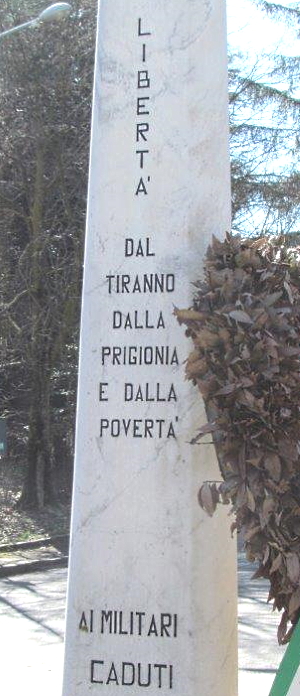 LIBERTA'
DAL
TIRANNO
DALLA
PRIGIONIA
E DALLA
POVERTA'
AI MILITARI
CADUTI